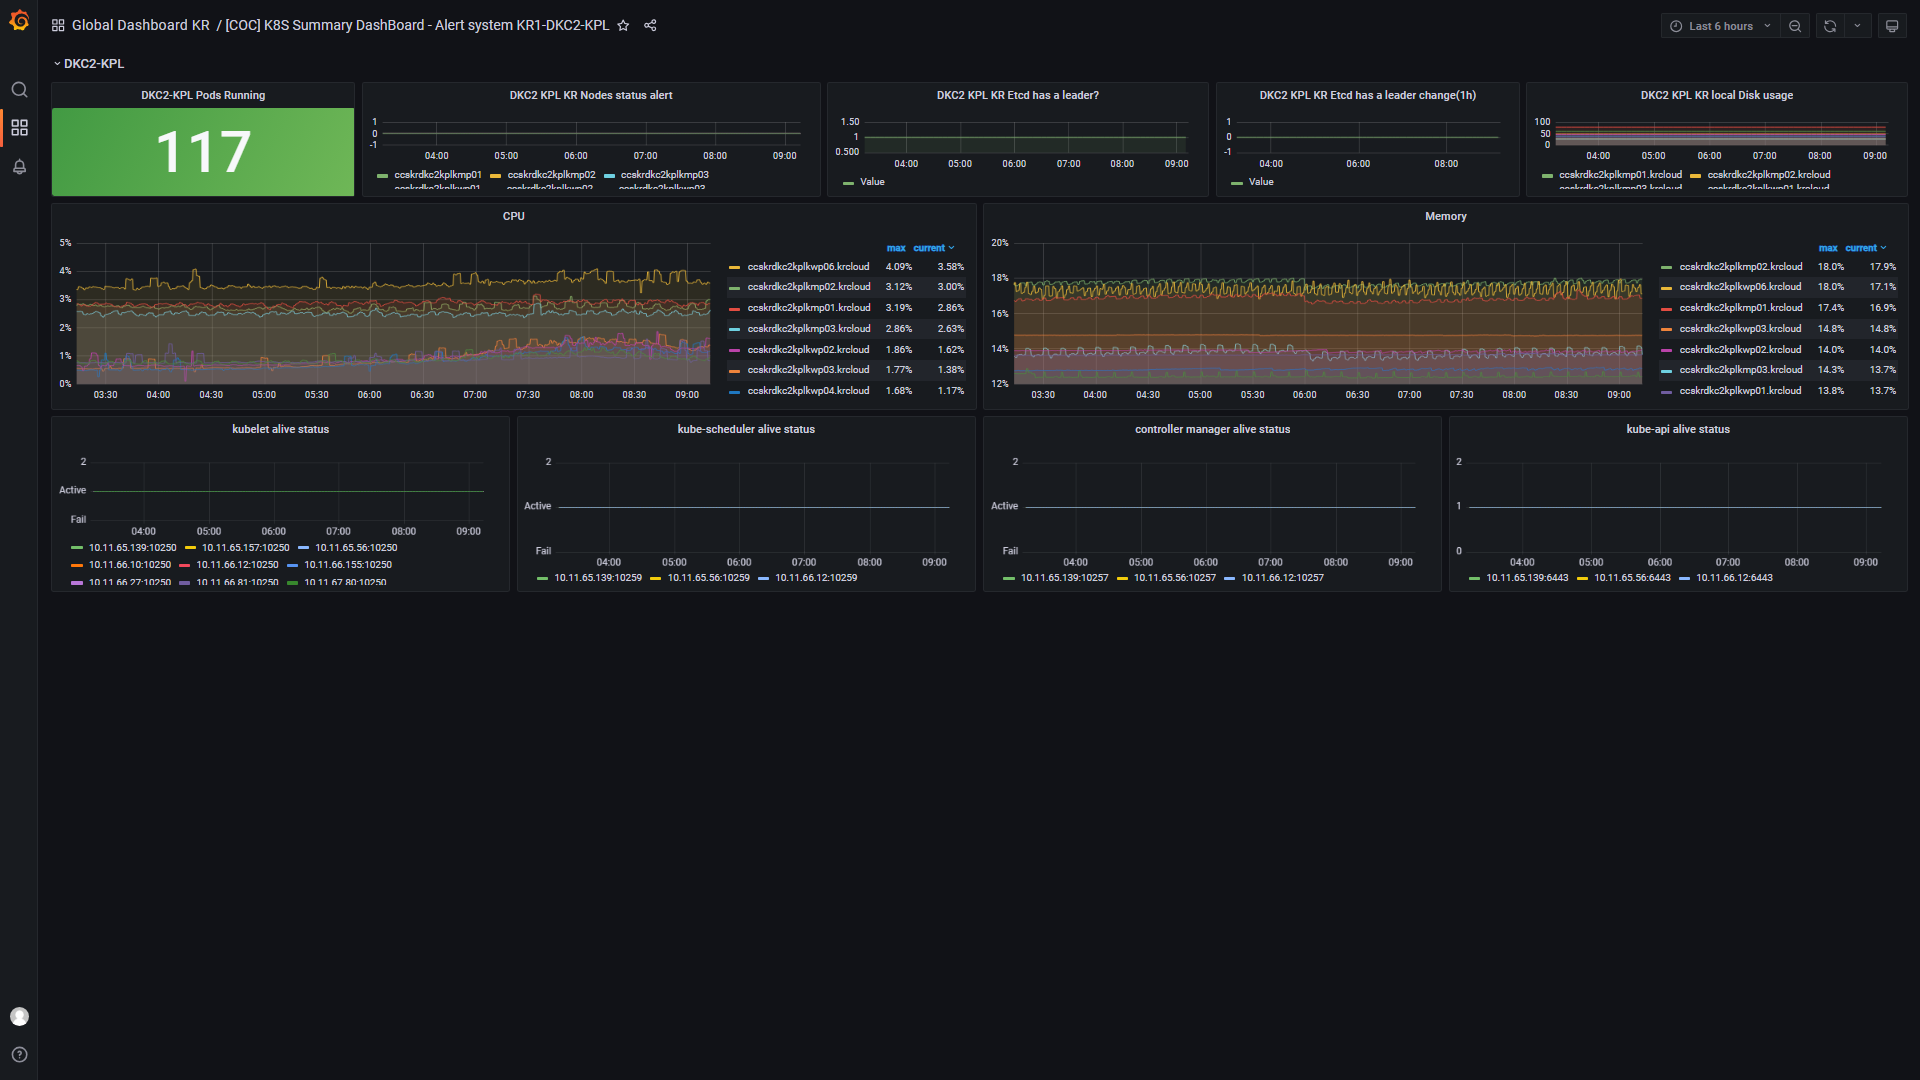 Global Dashboard KR / [COC] K8S Summary DashBoard - Alert system KR1-DKC2-KPL
Last 6 hours
DKC2-KPL
DKC2-KPL Pods Running
117
DKC2 KPL KR Nodes status alert
1
0
-1
04:00 05:00 06:00 07:00 08:00 09:00
ccskrdkc2kplkmp01 ccskrdkc2kplkmp02 ccskrdkc2kplkmp03
ccskrdkc2kplkwp01 ccskrdkc2kplkwp02 ccskrdkc2kplkwp03
DKC2 KPL KR Etcd has a leader?
1.50
1
0.500
04:00 05:00 06:00 07:00 08:00 09:00
Value
DKC2 KPL KR Etcd has a leader change(1h)
1
0
-1
04:00 06:00 08:00
Value
DKC2 KPL KR local Disk usage
100
50
0
04:00 05:00 06:00 07:00 08:00 09:00
ccskrdkc2kplkmp01.krcloud ccskrdkc2kplkmp02.krcloud
ccskrdkc2kplkmp03.krcloud ccskrdkc2kplkwp01.krcloud
CPU
5%
4%
3%
2%
1%
0%
03:30 04:00 04:30 05:00 05:30 06:00 06:30 07:00 07:30 08:00 08:30 09:00
max current
ccskrdkc2kplkwp06.krcloud 4.09% 3.58%
ccskrdkc2kplkmp02.krcloud 3.12% 3.00%
ccskrdkc2kplkmp01.krcloud 3.19% 2.86%
ccskrdkc2kplkmp03.krcloud 2.86% 2.63%
ccskrdkc2kplkwp02.krcloud 1.86% 1.62%
ccskrdkc2kplkwp03.krcloud 1.77% 1.38%
ccskrdkc2kplkwp04.krcloud 1.68% 1.17%
Memory
20%
18%
16%
14%
12%
03:30 04:00 04:30 05:00 05:30 06:00 06:30 07:00 07:30 08:00 08:30 09:00
max current
ccskrdkc2kplkmp02.krcloud 18.0% 17.9%
ccskrdkc2kplkwp06.krcloud 18.0% 17.1%
ccskrdkc2kplkmp01.krcloud 17.4% 16.9%
ccskrdkc2kplkwp03.krcloud 14.8% 14.8%
ccskrdkc2kplkwp02.krcloud 14.0% 14.0%
ccskrdkc2kplkmp03.krcloud 14.3% 13.7%
ccskrdkc2kplkwp01.krcloud 13.8% 13.7%
kubelet alive status
2
Active
Fail
04:00 05:00 06:00 07:00 08:00 09:00
10.11.65.139:10250 10.11.65.157:10250 10.11.65.56:10250
10.11.66.10:10250 10.11.66.12:10250 10.11.66.155:10250
10.11.66.27:10250 10.11.66.81:10250 10.11.67.80:10250
kube-scheduler alive status
2
Active
Fail
04:00 05:00 06:00 07:00 08:00 09:00
10.11.65.139:10259 10.11.65.56:10259 10.11.66.12:10259
controller manager alive status
2
Active
Fail
04:00 05:00 06:00 07:00 08:00 09:00
10.11.65.139:10257 10.11.65.56:10257 10.11.66.12:10257
kube-api alive status
2
1
0
04:00 05:00 06:00 07:00 08:00 09:00
10.11.65.139:6443 10.11.65.56:6443 10.11.66.12:6443